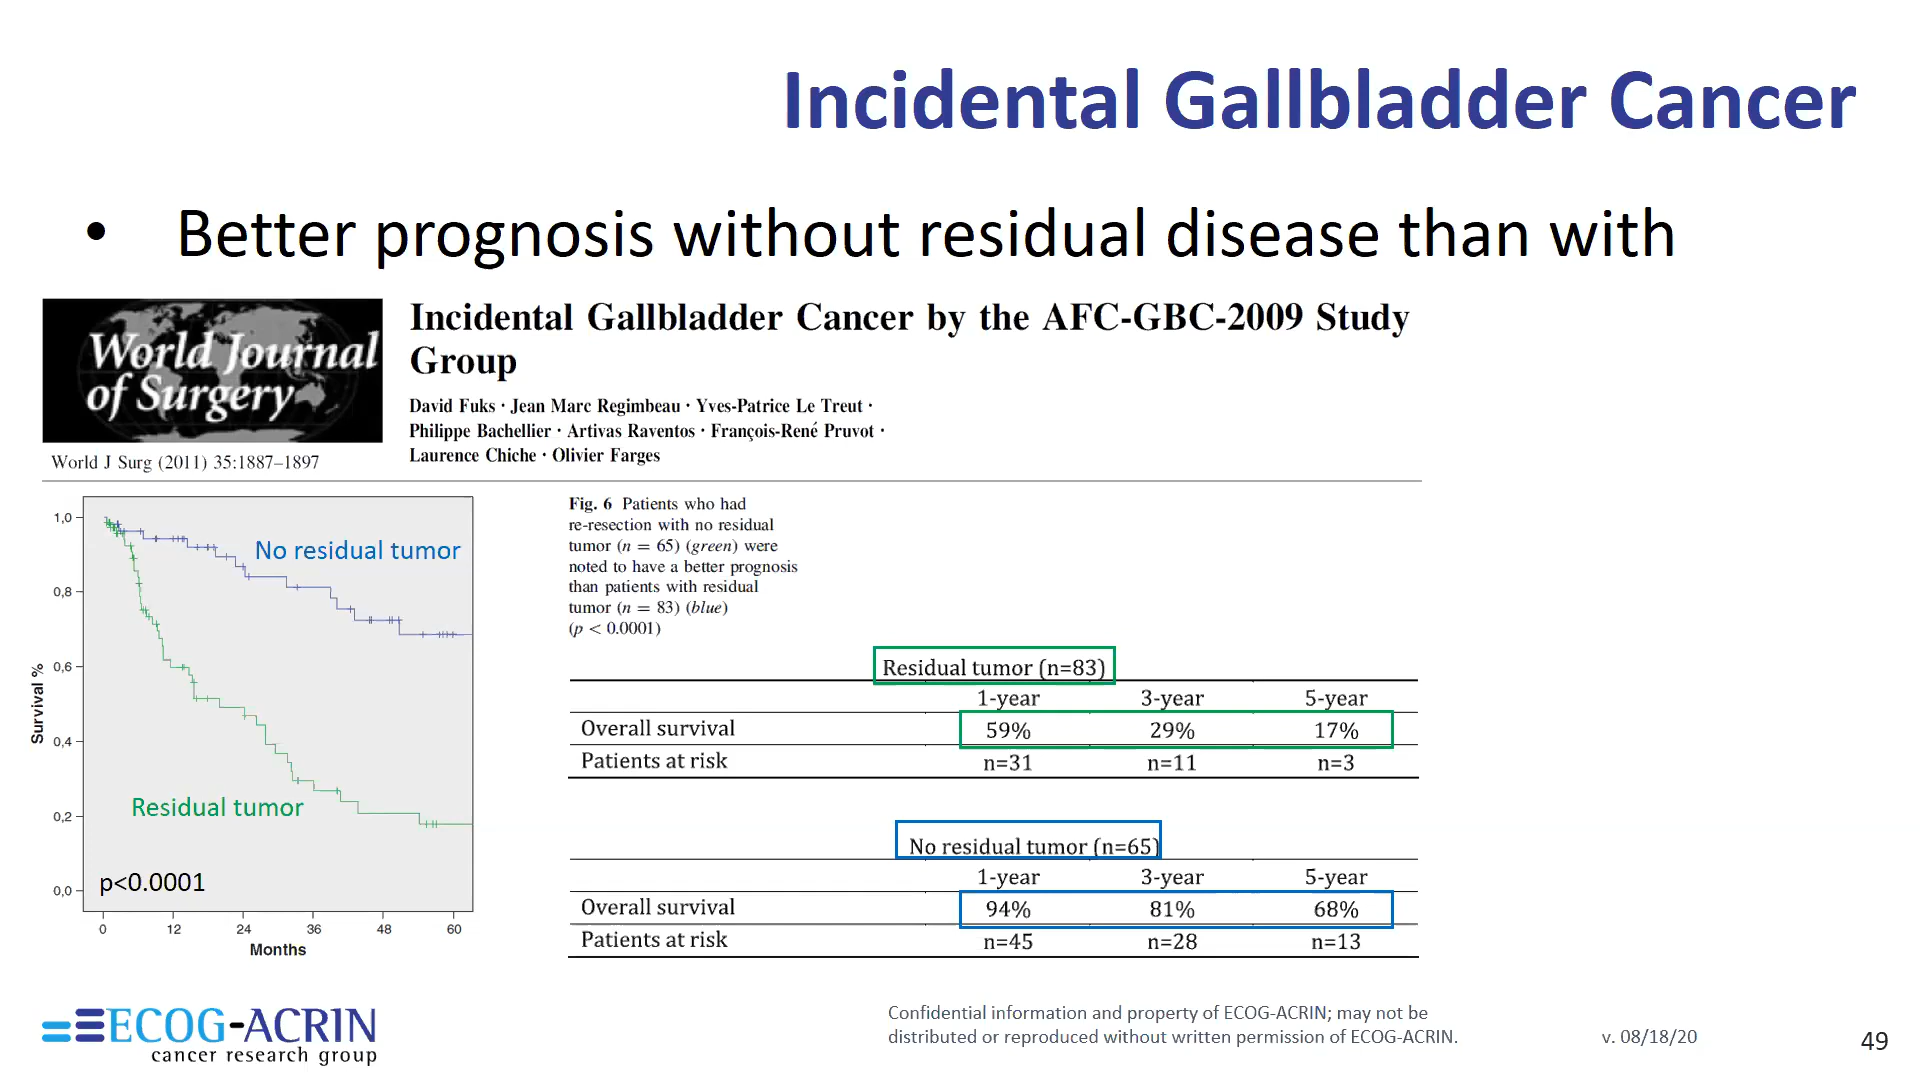 Incidental Gallbladder Cancer
• Better prognosis without residual disease than with
World Journal
of Surgery
World J Surg (2011) 35:1887–1897
Incidental Gallbladder Cancer by the AFC-GBC-2009 Study
Group
David Fuks · Jean Marc Regimbeau · Yves-Patrice Le Treut ·
Philippe Bachellier · Artivas Raventos · François-René Pruvot ·
Laurence Chiche · Olivier Farges
Survival %
1,0
0,8
0,6
0,4
0,2
0,0
No residual tumor
Residual tumor
p<0.0001
0 12 24 36 48 60
Months
Fig. 6 Patients who had
re-resection with no residual
tumor (n = 65) (green) were
noted to have a better prognosis
than patients with residual
tumor (n = 83) (blue)
(p < 0.0001)
Residual tumor (n=83)
1-year 3-year 5-year
Overall survival 59% 29% 17%
Patients at risk n=31 n=11 n=3
No residual tumor (n=65)
1-year 3-year 5-year
Overall survival 94% 81% 68%
Patients at risk n=45 n=28 n=13
ECOG-ACRIN
cancer research group
Confidential information and property of ECOG-ACRIN; may not be
distributed or reproduced without written permission of ECOG-ACRIN.
v. 08/18/20
49